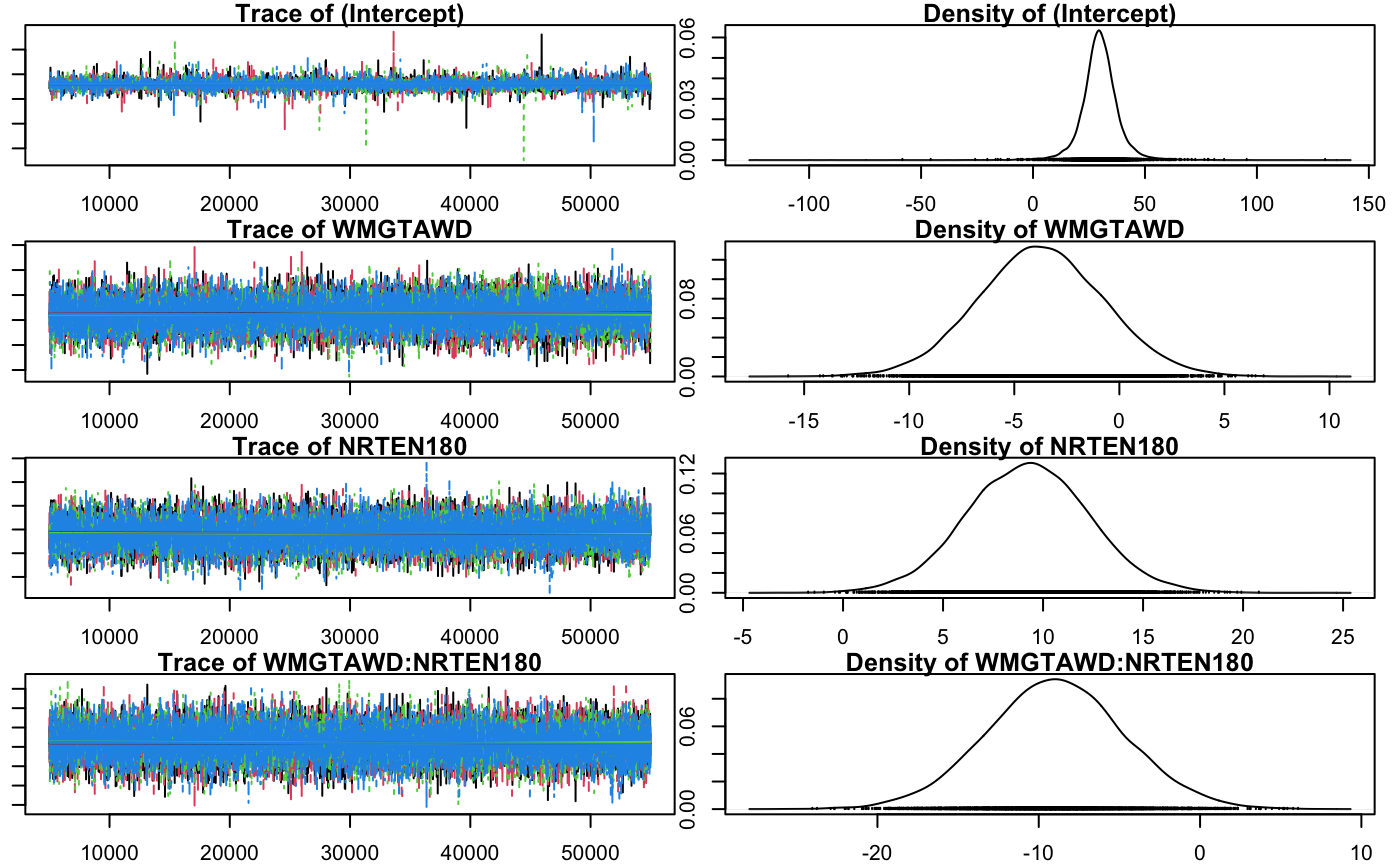 Trace of (Intercept)
10000 20000 30000 40000 50000
Density of (Intercept)
0.00 0.03 0.06
-100 -50 0 50 100 150
Trace of WMGTAWD
10000 20000 30000 40000 50000
Density of WMGTAWD
0.00 0.08
-15 -10 -5 0 5 10
Trace of NRTEN180
10000 20000 30000 40000 50000
Density of NRTEN180
0.00 0.06 0.12
-5 0 5 10 15 20 25
Trace of WMGTAWD:NRTEN180
10000 20000 30000 40000 50000
Density of WMGTAWD:NRTEN180
0.00 0.06
-20 -10 0 10